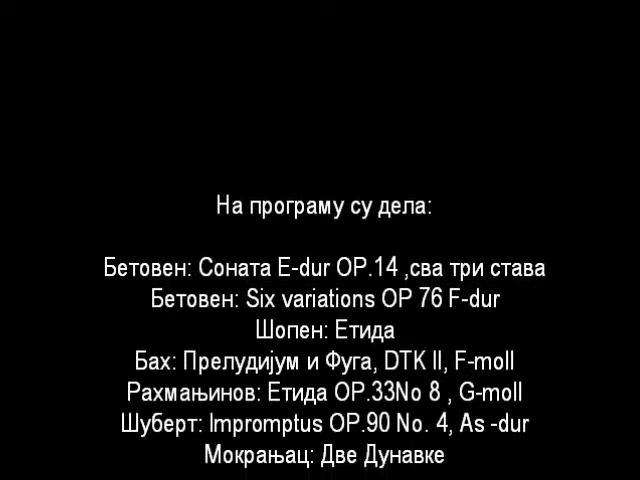 На програму су дела:
Бетовен: Соната E-dur OP.14 ,сва три става
Бетовен: Six variations OP 76 F-dur
Шопен: Етида
Бах: Прелудијум и Фуга, DTK II, F-moll
Рахмањинов: Етида OP.33No 8 , G-moll
Шуберт: Impromptus OP.90 No. 4, As -dur
Мокрањац: Две Дунавке